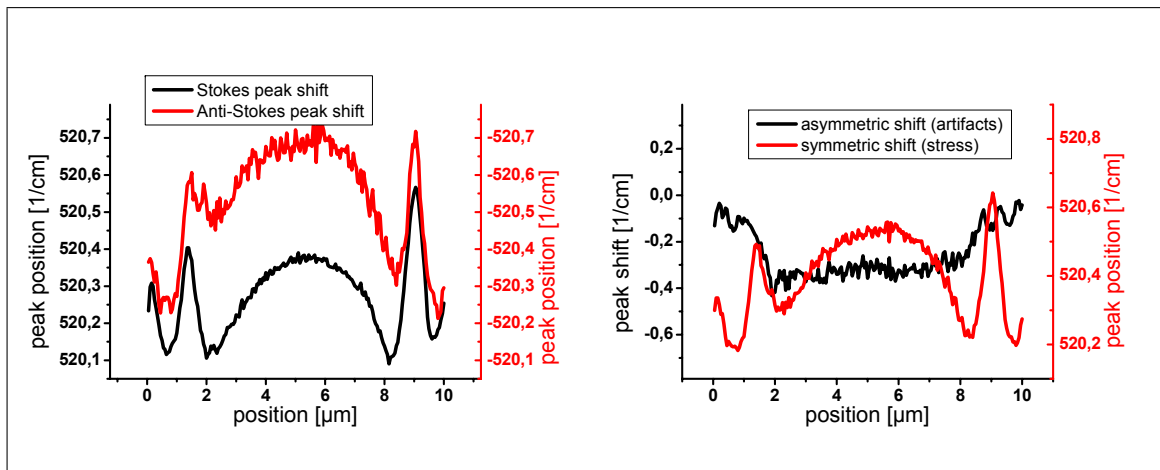 Stokes peak shift
Anti-Stokes peak shift
520,7
520,6
520,5
520,4
520,3
520,2
520,1
peak position [1/cm]
-520,7
-520,6
-520,5
-520,4
-520,3
-520,2
-520,1
peak position [1/cm]
0 2 4 6 8 10
position [µm]
asymmetric shift (artifacts)
symmetric shift (stress)
0,2
0,0
-0,2
-0,4
-0,6
peak shift [1/cm]
520,8
520,6
520,4
520,2
peak position [1/cm]
0 2 4 6 8 10
position [µm]